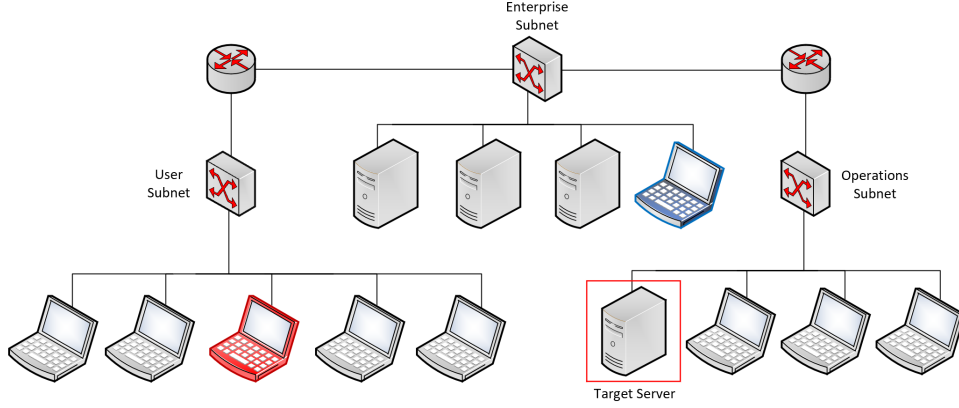 Enterprise
Subnet
User
Subnet
Operations
Subnet
Target Server